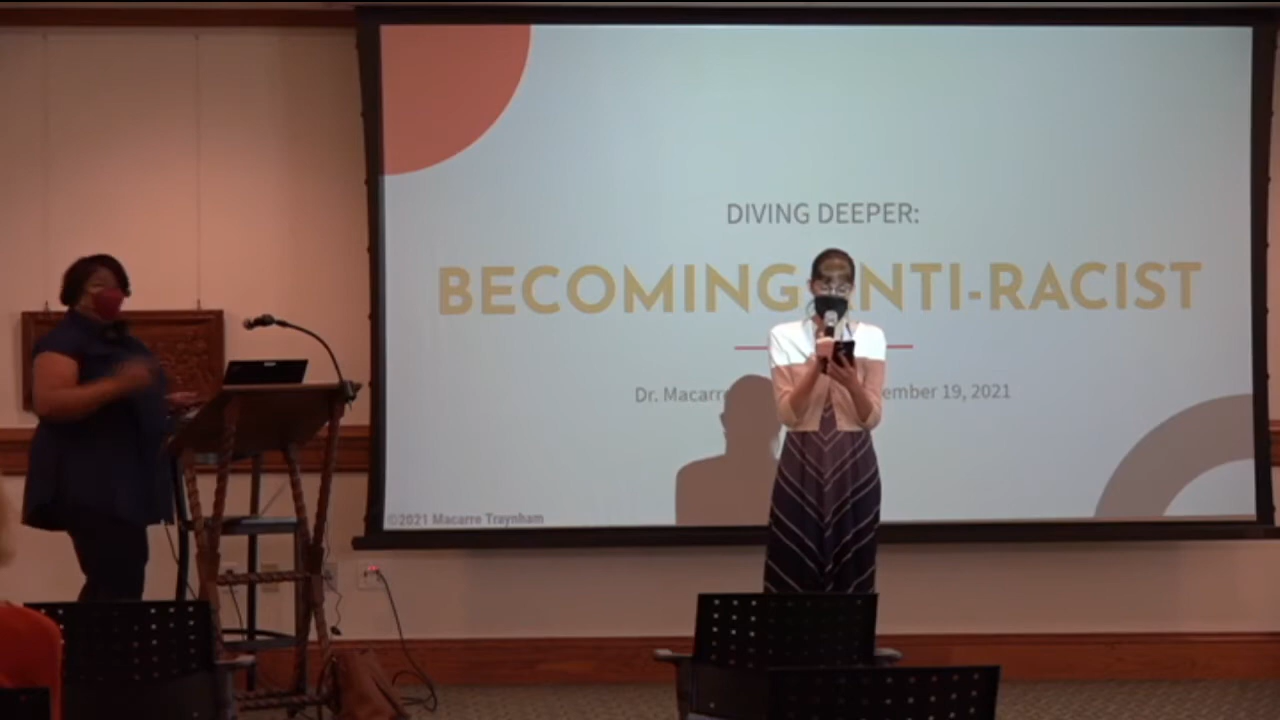 DIVING DEEPER:
BECOMING NTI-RACIST
Dr. Macarre ember 19, 2021
©2021 Macarre Traynham